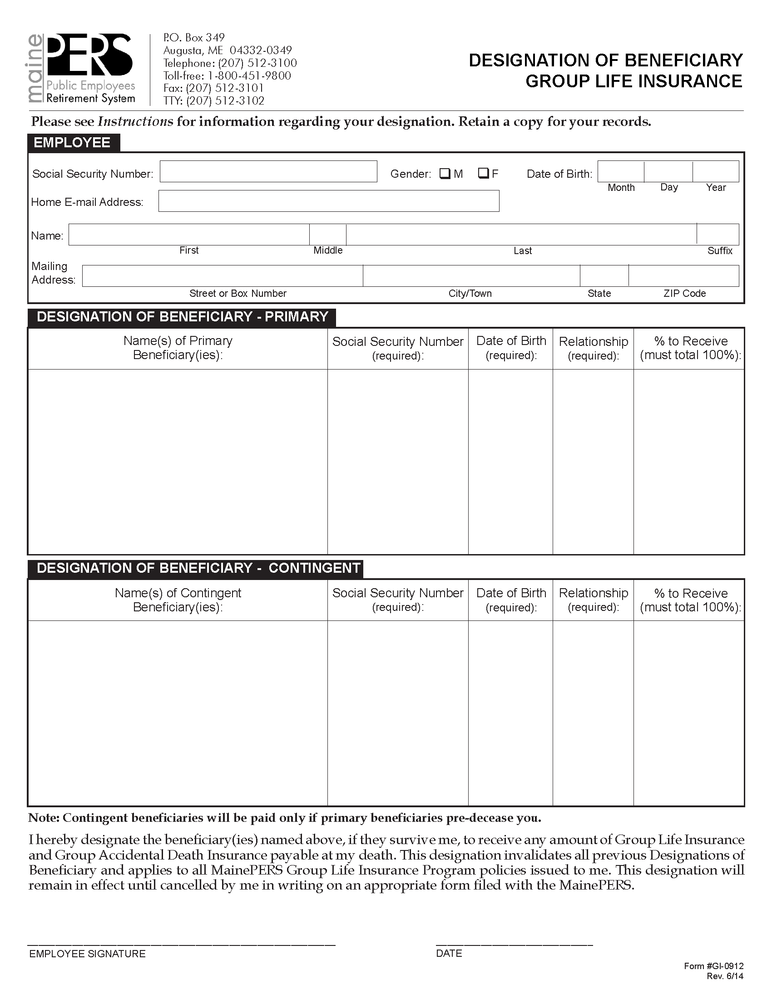 maine
PERS
Public Employees
Retirement System
P.O. Box 349
Augusta, ME  04332-0349
Telephone: (207) 512-3100
Toll-free: 1-800-451-9800
Fax: (207) 512-3101
TTY: (207) 512-3102
DESIGNATION OF BENEFICIARY
GROUP LIFE INSURANCE
Please see Instructions for information regarding your designation. Retain a copy for your records.
EMPLOYEE
Social Security Number: Gender: ❏ M ❏ F Date of Birth:
Month Day Year
Home E-mail Address:
Name:
First Middle Last Suffix
Mailing
Address:
Street or Box Number City/Town State ZIP Code
DESIGNATION OF BENEFICIARY - PRIMARY
Name(s) of Primary Social Security Number Date of Birth Relationship % to Receive
Beneficiary(ies): (required): (required): (required): (must total 100%):
DESIGNATION OF BENEFICIARY -  CONTINGENT
Name(s) of Contingent Social Security Number Date of Birth Relationship % to Receive
Beneficiary(ies): (required): (required): (required): (must total 100%):
Note: Contingent beneficiaries will be paid only if primary beneficiaries pre-decease you.
I hereby designate the beneficiary(ies) named above, if they survive me, to receive any amount of Group Life Insurance
and Group Accidental Death Insurance payable at my death. This designation invalidates all previous Designations of
Beneficiary and applies to all MainePERS Group Life Insurance Program policies issued to me. This designation will
remain in effect until cancelled by me in writing on an appropriate form filed with the MainePERS.
EMPLOYEE SIGNATURE DATE
Form #GI-0912
Rev. 6/14